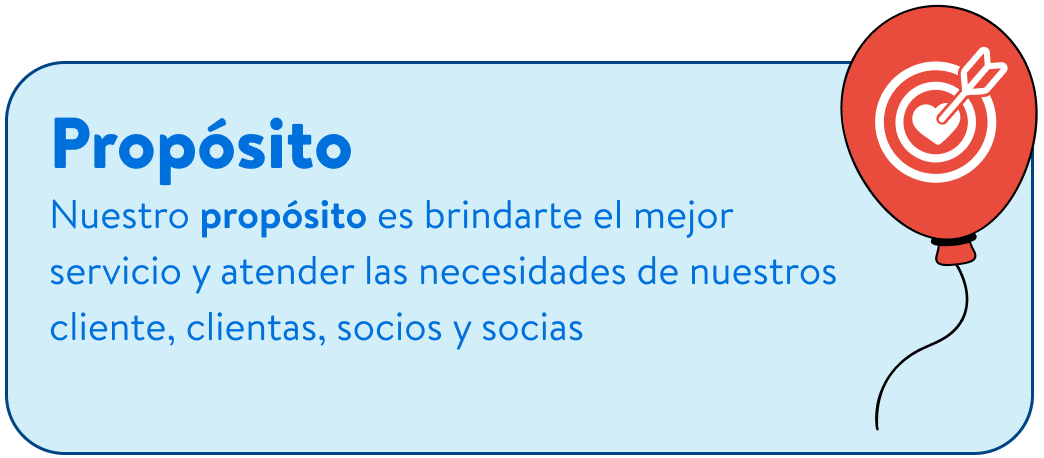 Propósito
Nuestro propósito es brindarte el mejor
servicio y atender las necesidades de nuestros
cliente, clientas, socios y socias